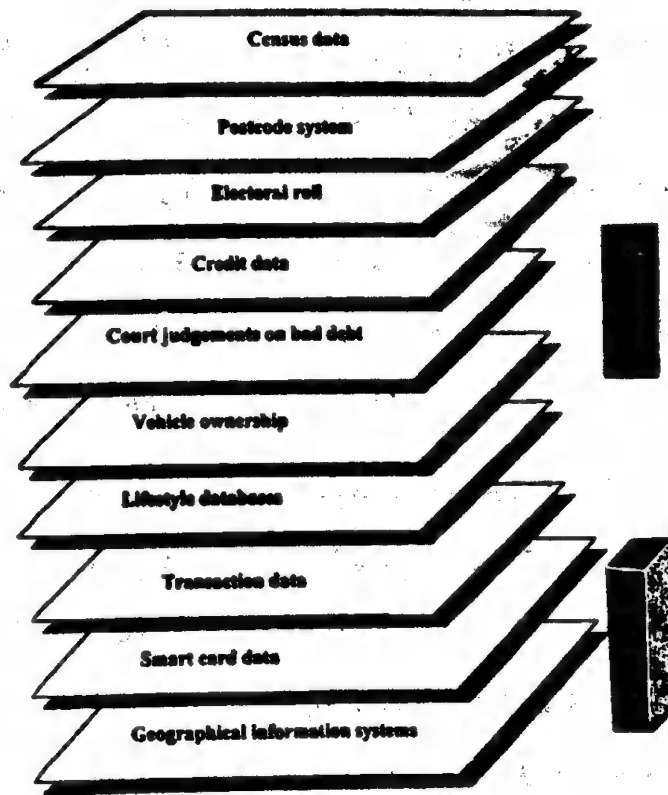 Census data
Postcode system
Electoral roll
Credit data
Court judgements on bad debt
Vehicle ownership
Lifestyle databases
Transaction data
Smart card data
Geographical information systems